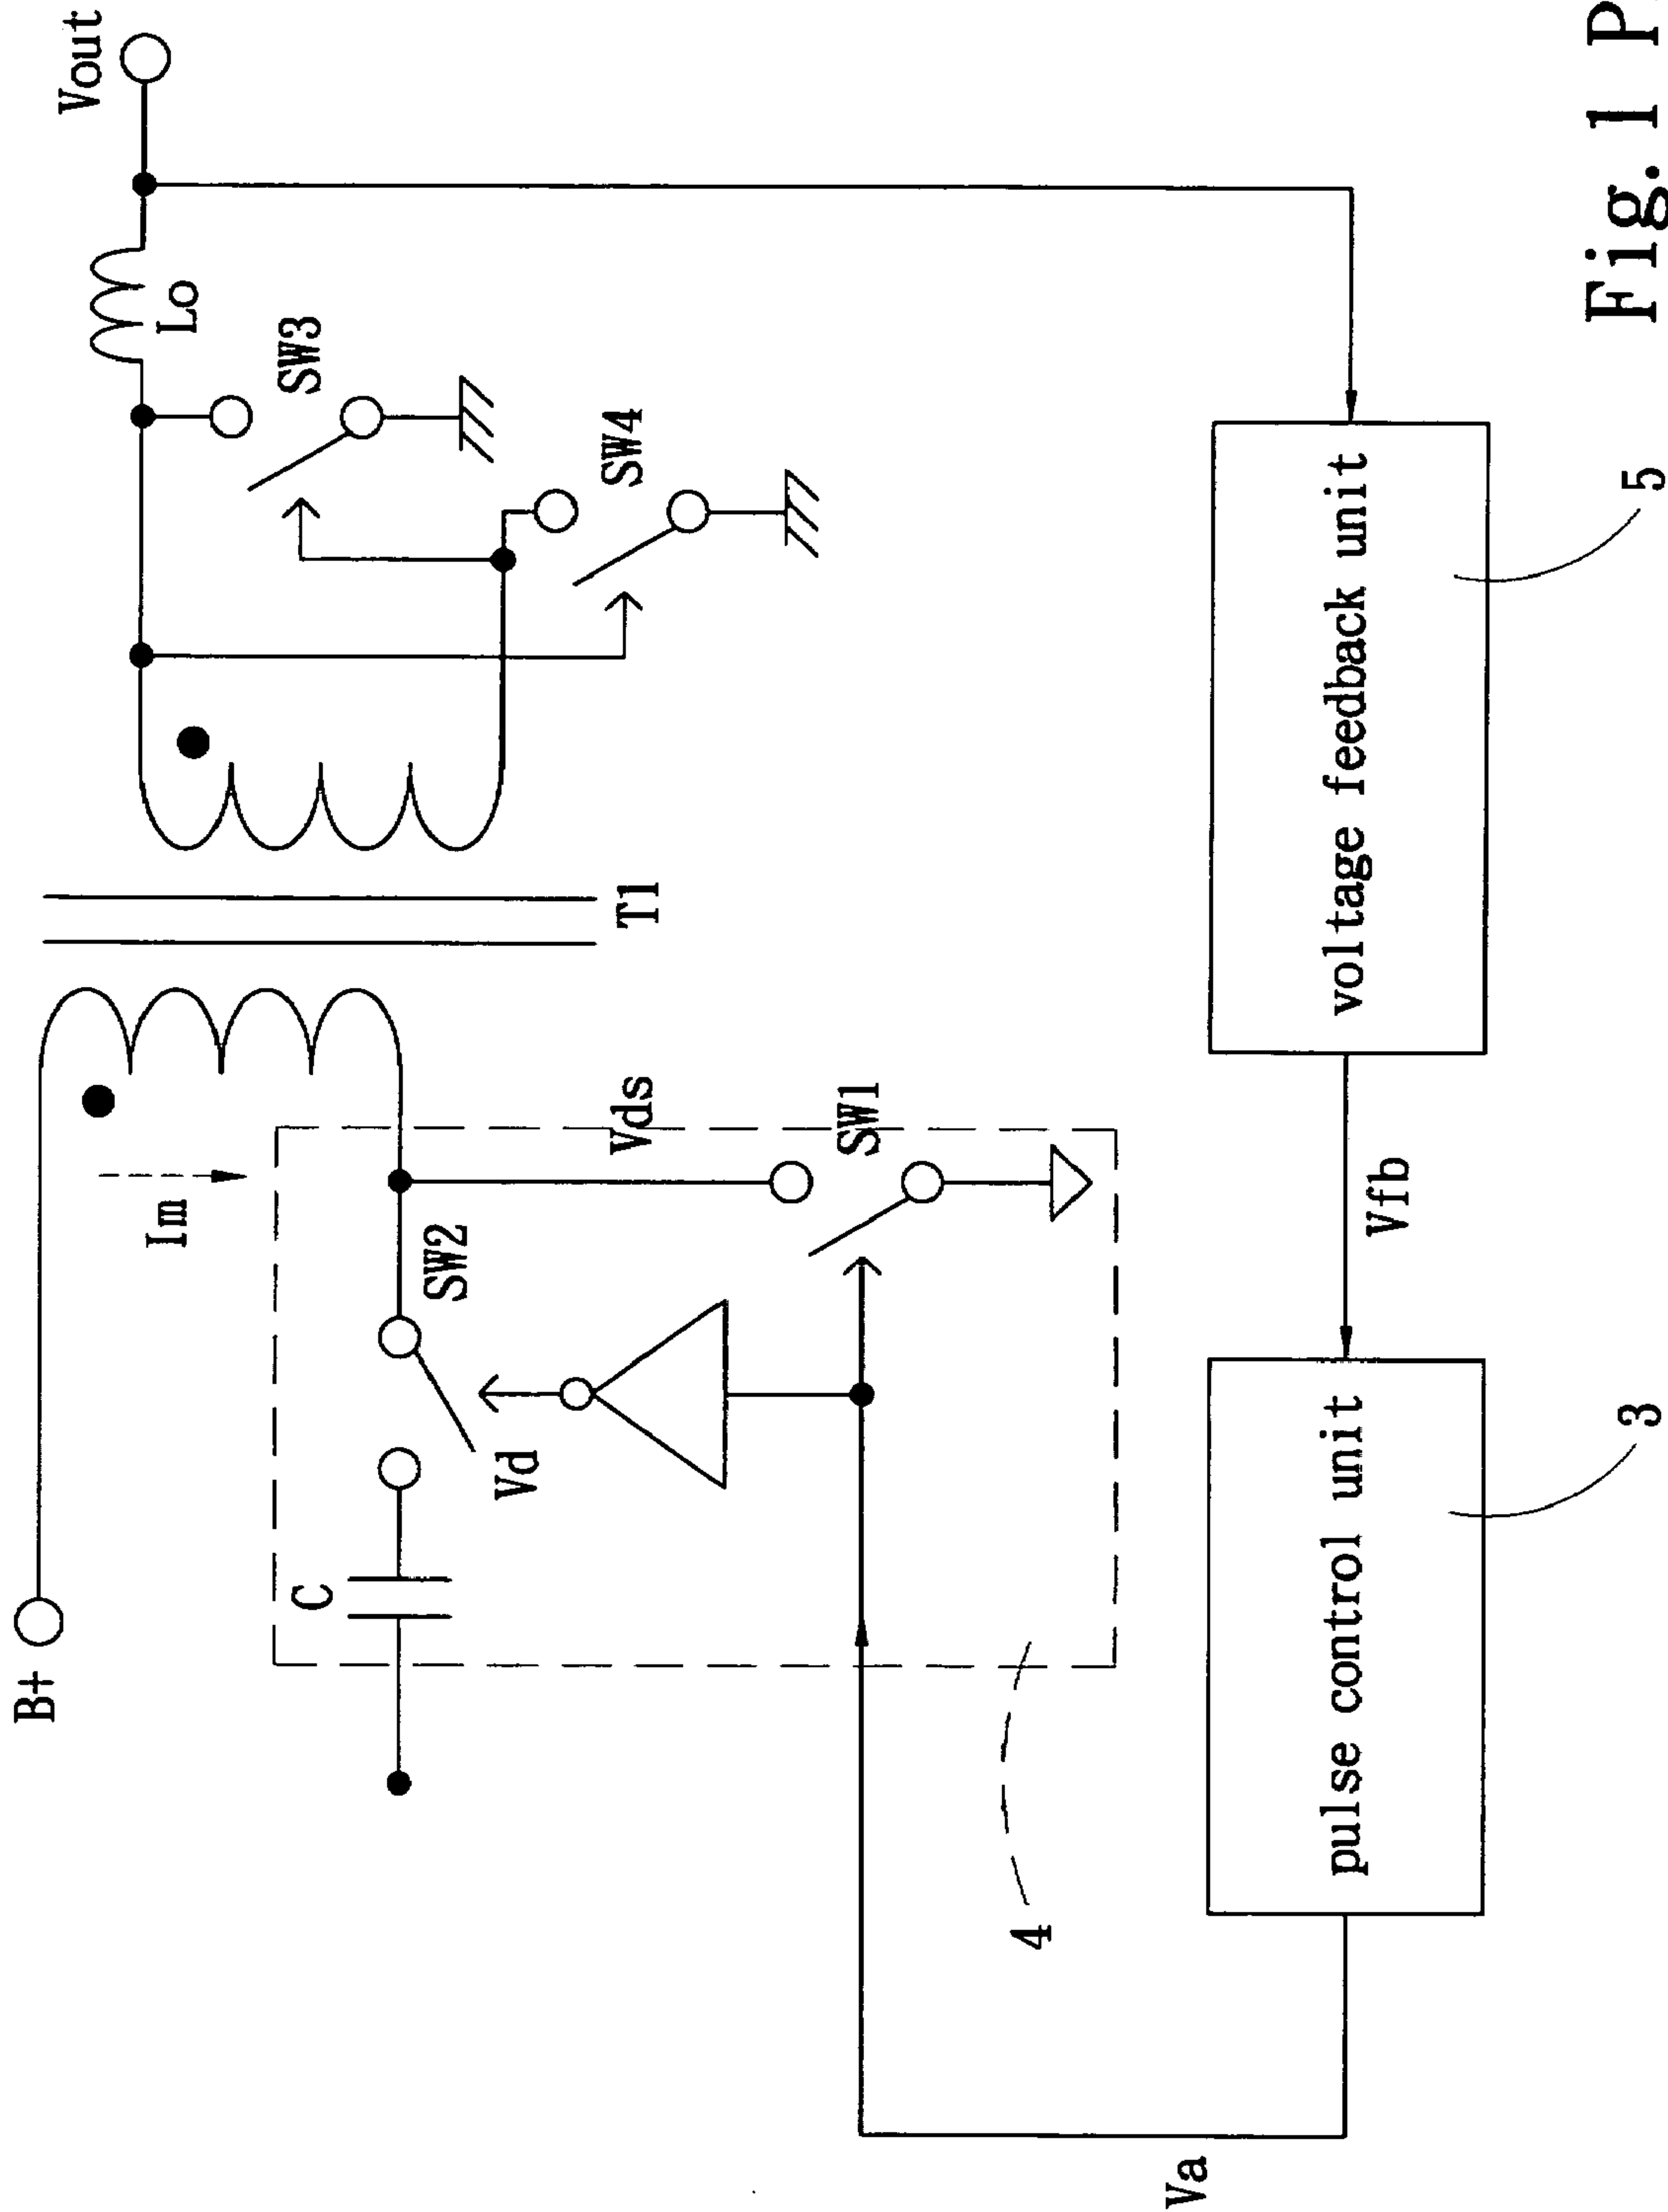 B+
Im
T1
Vout
Lo
SW3
SW4
C
SW2
Vd
Vds
SW1
4
Va
pulse control unit
3
Vfb
voltage feedback unit
5
Fig. 1 P